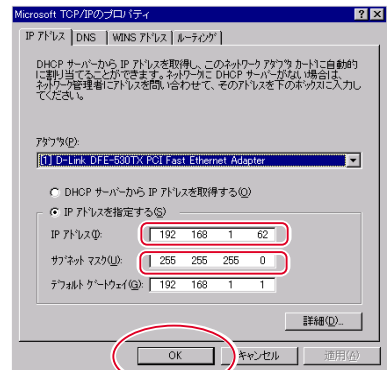 Microsoft TCP/IPのプロパティ
IP アドレス DNS WINS アドレス ルーティング
DHCP サーバーから IP アドレスを取得し、このネットワーク アダプタ カードに自動的
に割り当てることができます。ネットワークに DHCP サーバーがない場合は、
ネットワーク管理者にアドレスを問い合わせて、そのアドレスを下のボックスに入力し
てください。
アダプタ(P):
[1] D-Link DFE-530TX PCI Fast Ethernet Adapter
DHCP サーバーから IP アドレスを取得する(O)
IP アドレスを指定する(S)
IP アドレス(I): 192 168 1 62
サブネット マスク(U): 255 255 255 0
デフォルト ゲートウェイ(G): 192 168 1 1
詳細(D)...
OK キャンセル 適用(A)